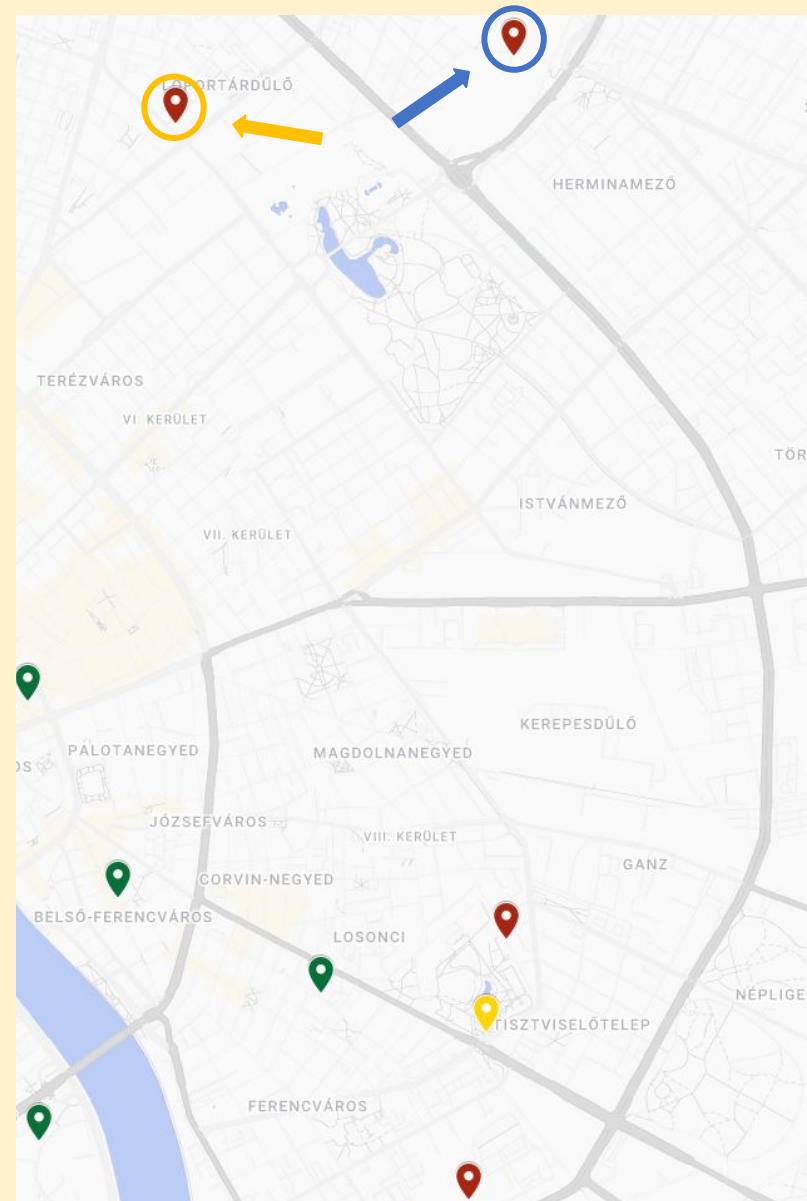 LŐPORTÁRDŰLŐ
HERMINAMEZŐ
TERÉZVÁROS
VI. KERÜLET
TÖR
ISTVÁNMEZŐ
VII. KERÜLET
KEREPESDŰLŐ
PALOTANEGYED
MAGDOLNANEGYED
OS
JÓZSEFVÁROS
VIII. KERÜLET
GANZ
CORVIN-NEGYED
BELSŐ-FERENCVÁROS
LOSONCI
NÉPLIGE
TISZTVISELŐTELEP
FERENCVÁROS